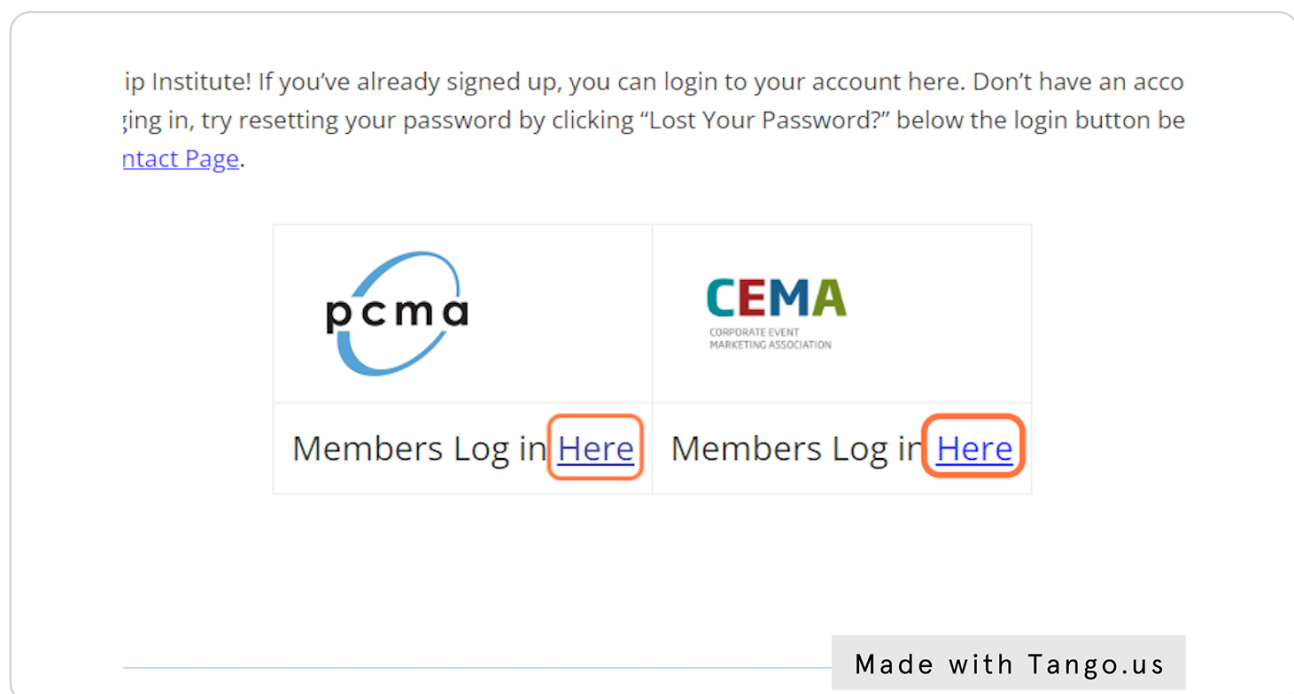 ip Institute! If you’ve already signed up, you can login to your account here. Don’t have an acco
ging in, try resetting your password by clicking “Lost Your Password?” below the login button be
ntact Page.
pcma
CEMA
CORPORATE EVENT
MARKETING ASSOCIATION
Members Log in Here
Members Log in Here
Made with Tango.us